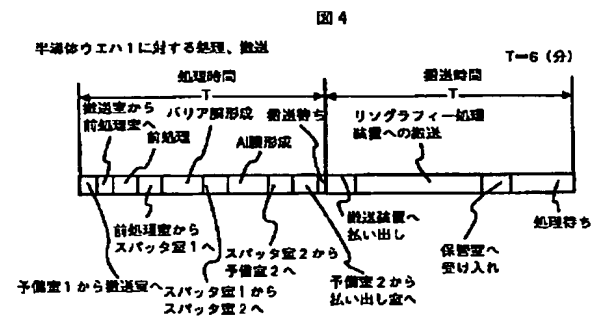 図4
半導体ウエハ1に対する処理、搬送
T=6(分)
処理時間
搬送時間
T
T
搬送室から
前処理室へ
前処理
バリア膜形成
Al膜形成
搬送待ち
リソグラフィー処理
装置への搬送
予備室1から搬送室へ
前処理室から
スパッタ室1へ
スパッタ室1から
スパッタ室2へ
スパッタ室2から
予備室2へ
予備室2から
払い出し室へ
搬送装置へ
払い出し
保管室へ
受け入れ
処理待ち